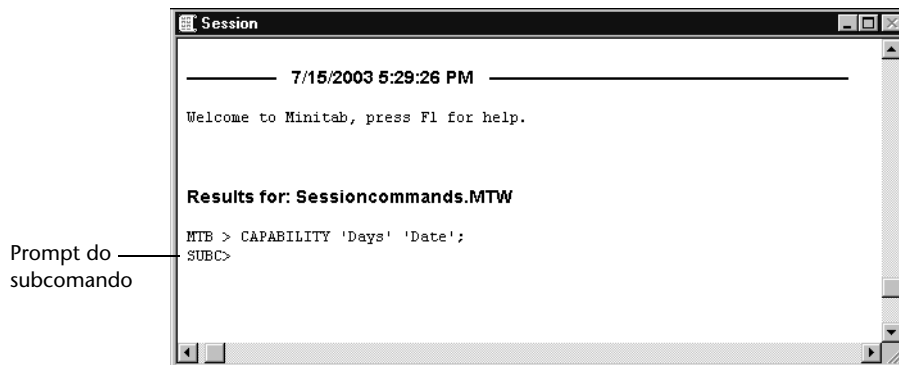 Session
7/15/2003 5:29:26 PM
Welcome to Minitab, press F1 for help.
Results for: Sessioncommands.MTW
MTB > CAPABILITY 'Days' 'Date';
SUBC>
Prompt do
subcomando